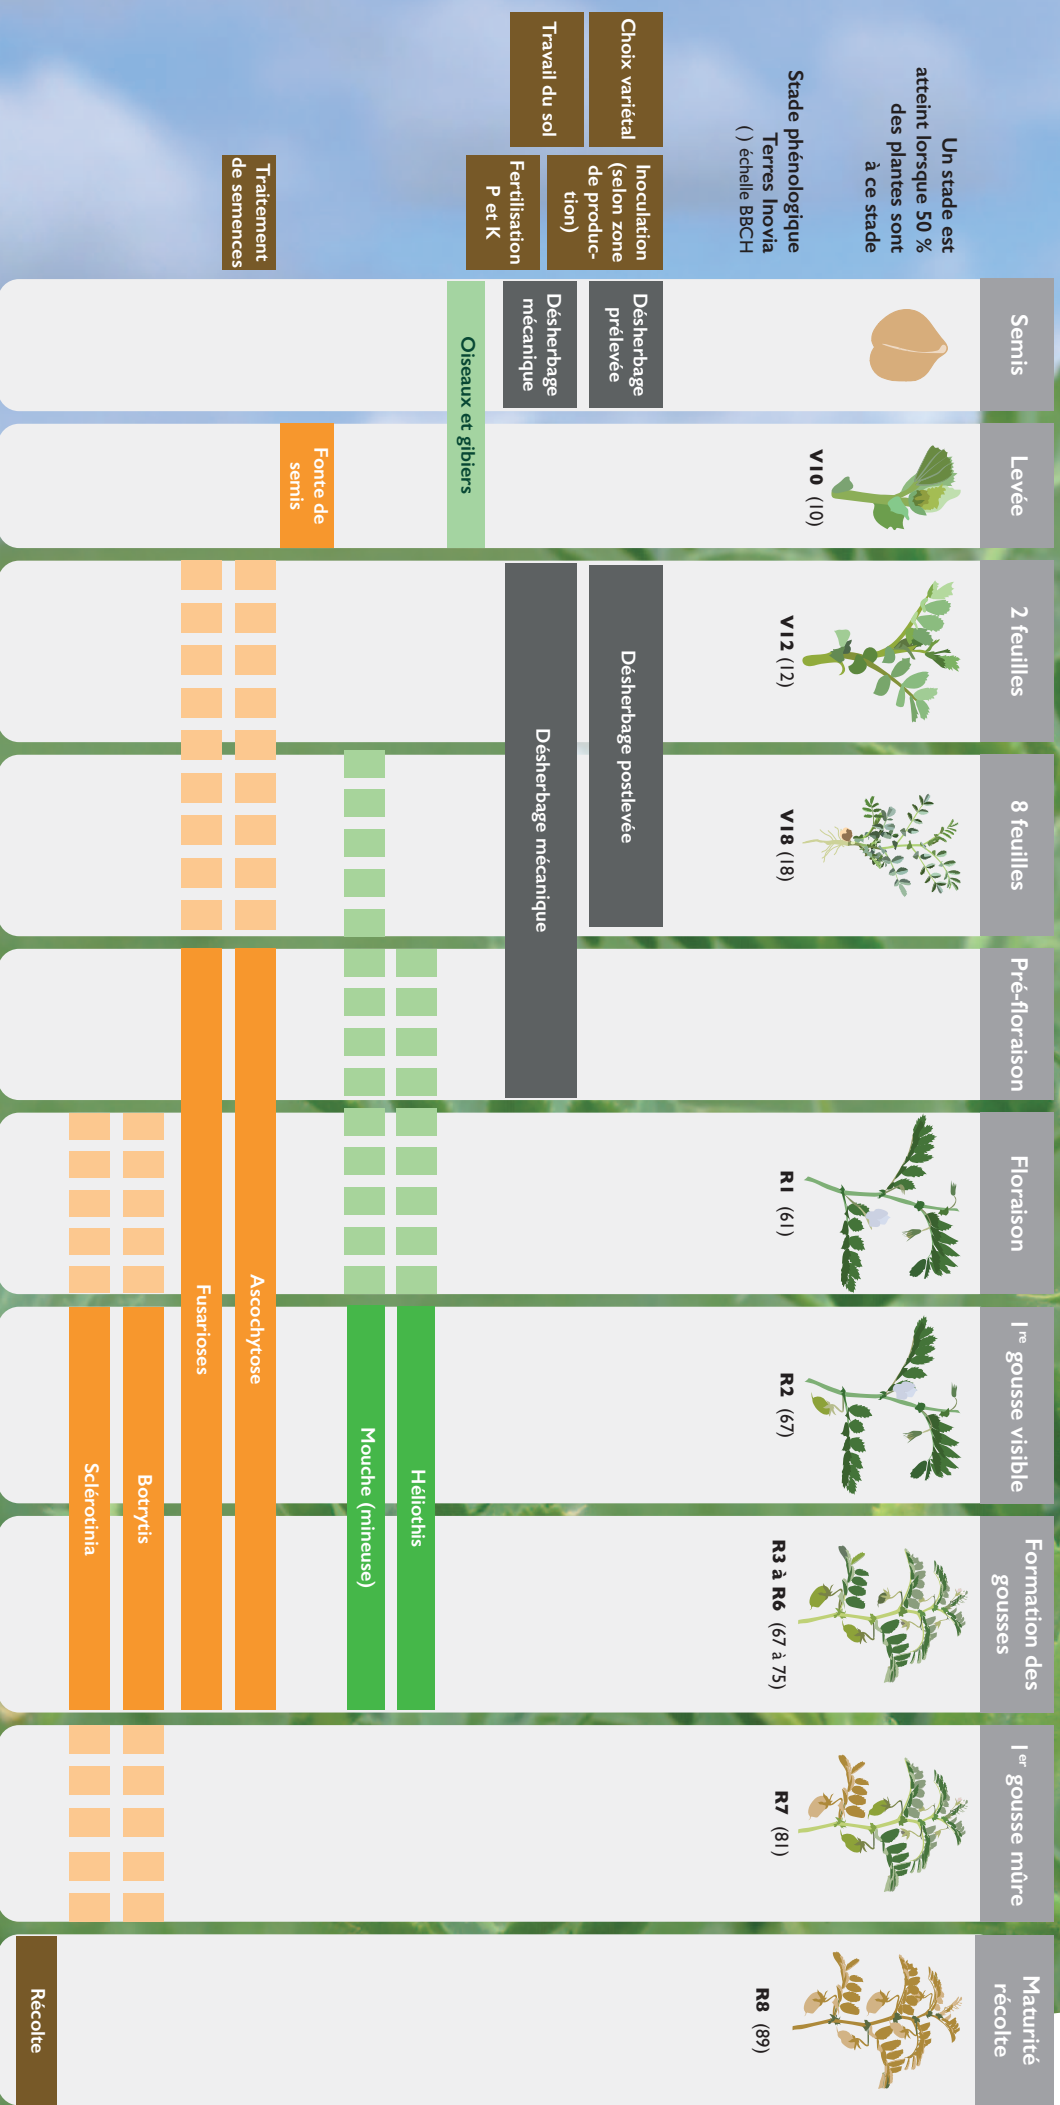 Un stade est
atteint lorsque 50 %
des plantes sont
à ce stade
Stade phénologique
Terres Inovia
( ) échelle BBCH
Semis
Levée
2 feuilles
8 feuilles
Pré-floraison
Floraison
1re gousse visible
Formation des
gousses
1er gousse mûre
Maturité
récolte
V10 (10)
V12 (12)
V18 (18)
R1 (61)
R2 (67)
R3 à R6 (67 à 75)
R7 (81)
R8 (89)
Choix variétal
Travail du sol
Inoculation
(selon zone
de produc-
tion)
Fertilisation
P et K
Désherbage
prélevée
Désherbage
mécanique
Désherbage postlevée
Désherbage mécanique
Oiseaux et gibiers
Héliothis
Mouche (mineuse)
Fonte de
semis
Traitement
de semences
Ascochytose
Fusarioses
Botrytis
Sclérotinia
Récolte